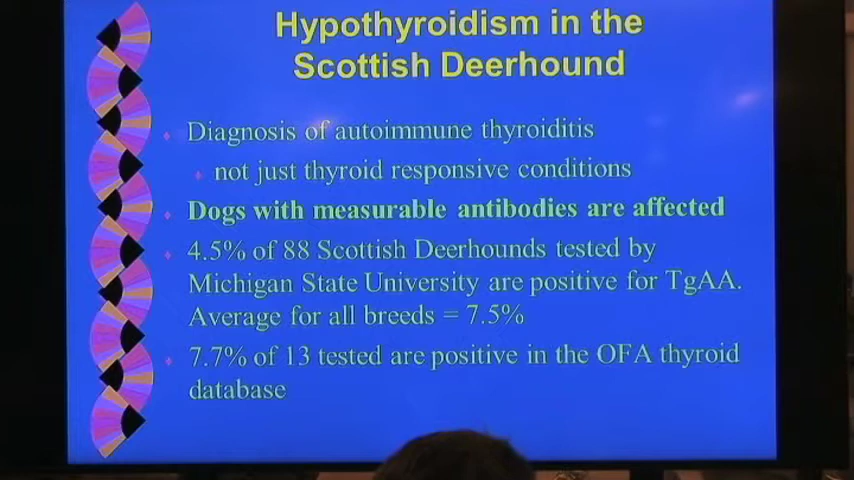 Hypothyroidism in the
Scottish Deerhound
Diagnosis of autoimmune thyroiditis
not just thyroid responsive conditions
Dogs with measurable antibodies are affected
4.5% of 88 Scottish Deerhounds tested by
Michigan State University are positive for TgAA.
Average for all breeds = 7.5%
7.7% of 13 tested are positive in the OFA thyroid
database